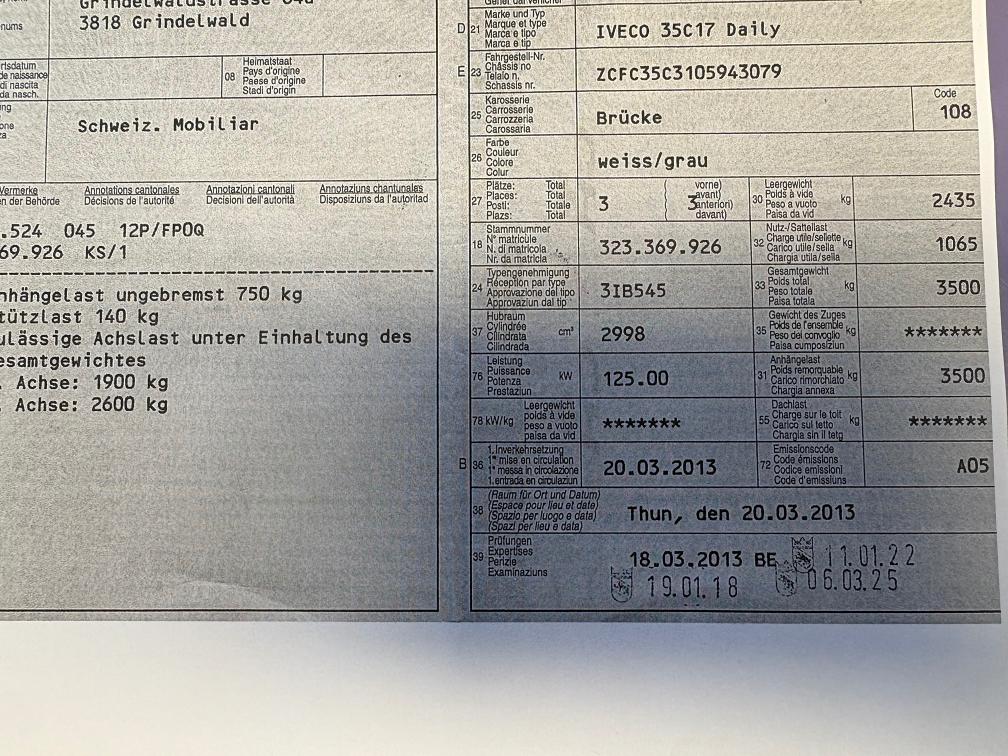 3818 Grindelwald
08 Heimatstaat
Pays d'origine
Paese d'origine
Stadi d'origin
Schweiz. Mobiliar
Vermerke Annotations cantonales Annotazioni cantonali Annotaziuns chantunalas
n der Behörde Décisions de l'autorité Decisioni dell'autorità Disposiziuns da l'autoritad
.524 045 12P/FP0Q
69.926 KS/1
nhängelast ungebremst 750 kg
tützlast 140 kg
ulässige Achslast unter Einhaltung des
esamtgewichtes
. Achse: 1900 kg
. Achse: 2600 kg
D 21 Marke und Typ
Marque et type
Marca e tipo
Marca e tip
IVECO 35C17 Daily
E 23 Fahrgestell-Nr.
Châssis no
Telaio n.
Schassis nr.
ZCFC35C3105943079
25 Karosserie
Carrosserie
Carrozzeria
Carossaria
Brücke
Code
108
26 Farbe
Couleur
Colore
Colur
weiss/grau
27 Plätze: Total
Places: Total
Posti: Totale
Plazs: Total
3
vorne)
avant)
anteriori)
davant)
3
30 Leergewicht
Poids à vide
Peso a vuoto
Paisa da vid
kg
2435
18 Stammnummer
N° matricule
N. di matricola
Nr. da matricla
323.369.926
32 Nutz-/Sattellast
Charge utile/sellette
Carico utile/sella
Chargia utila/sella
kg
1065
24 Typengenehmigung
Réception par type
Approvazione del tipo
Approvaziun dal tip
3IB545
33 Gesamtgewicht
Poids total
Peso totale
Paisa totala
kg
3500
37 Hubraum
Cylindrée
Cilindrata
Cilindrada
cm³
2998
35 Gewicht des Zuges
Poids de l'ensemble
Peso del convoglio
Paisa cumposiziun
kg
*******
76 Leistung
Puissance
Potenza
Prestaziun
kW
125.00
31 Anhängelast
Poids remorquable
Carico rimorchiato
Chargia annexa
kg
3500
78 kW/kg Leergewicht
poids à vide
peso a vuoto
paisa da vid
*******
55 Dachlast
Charge sur le toit
Carico sul tetto
Chargia sin il tetg
kg
*******
B 36 1. Inverkehrsetzung
1re mise en circulation
1a messa in circolazione
1. entrada en circulaziun
20.03.2013
72 Emissionscode
Code émissions
Codice emissioni
Code d'emissiuns
A05
38 (Raum für Ort und Datum)
(Espace pour lieu et date)
(Spazio per luogo e data)
(Spazi per lieu e data)
Thun, den 20.03.2013
39 Prüfungen
Expertises
Perizie
Examinaziuns
18.03.2013 BE 11.01.22
19.01.18 06.03.25